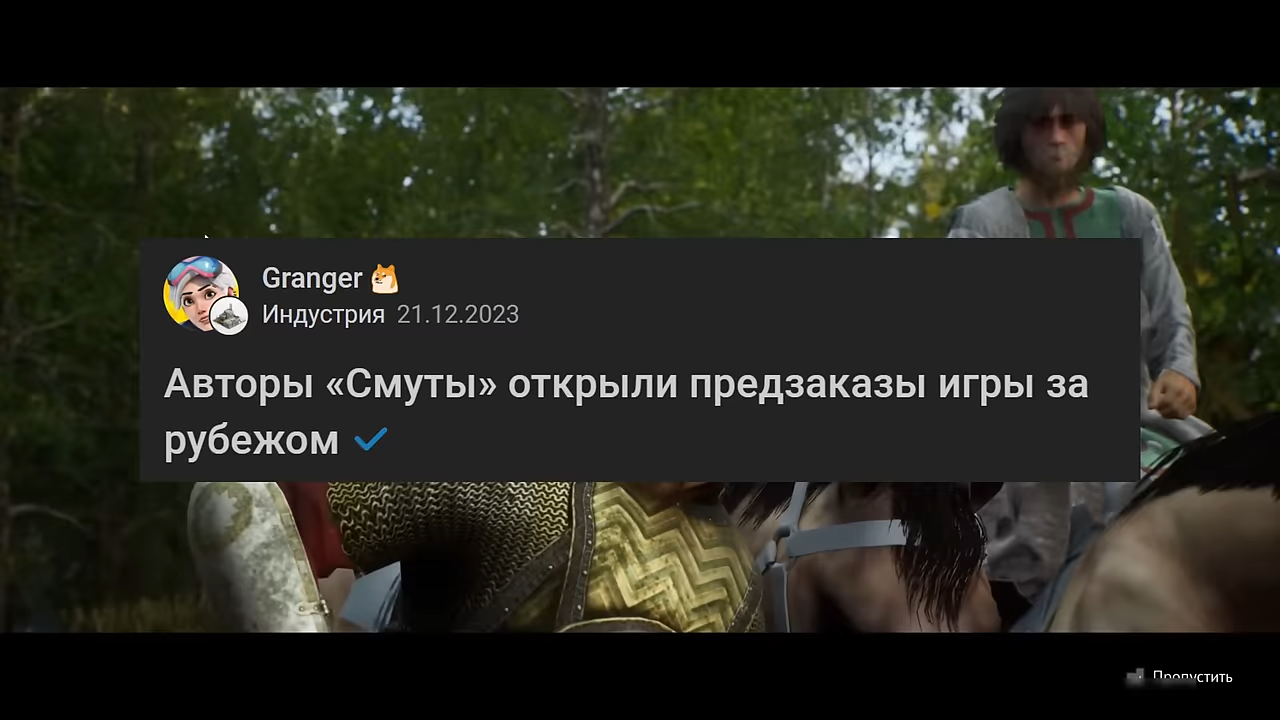 Granger
Индустрия 21.12.2023
Авторы «Смуты» открыли предзаказы игры за
рубежом
Пропустить